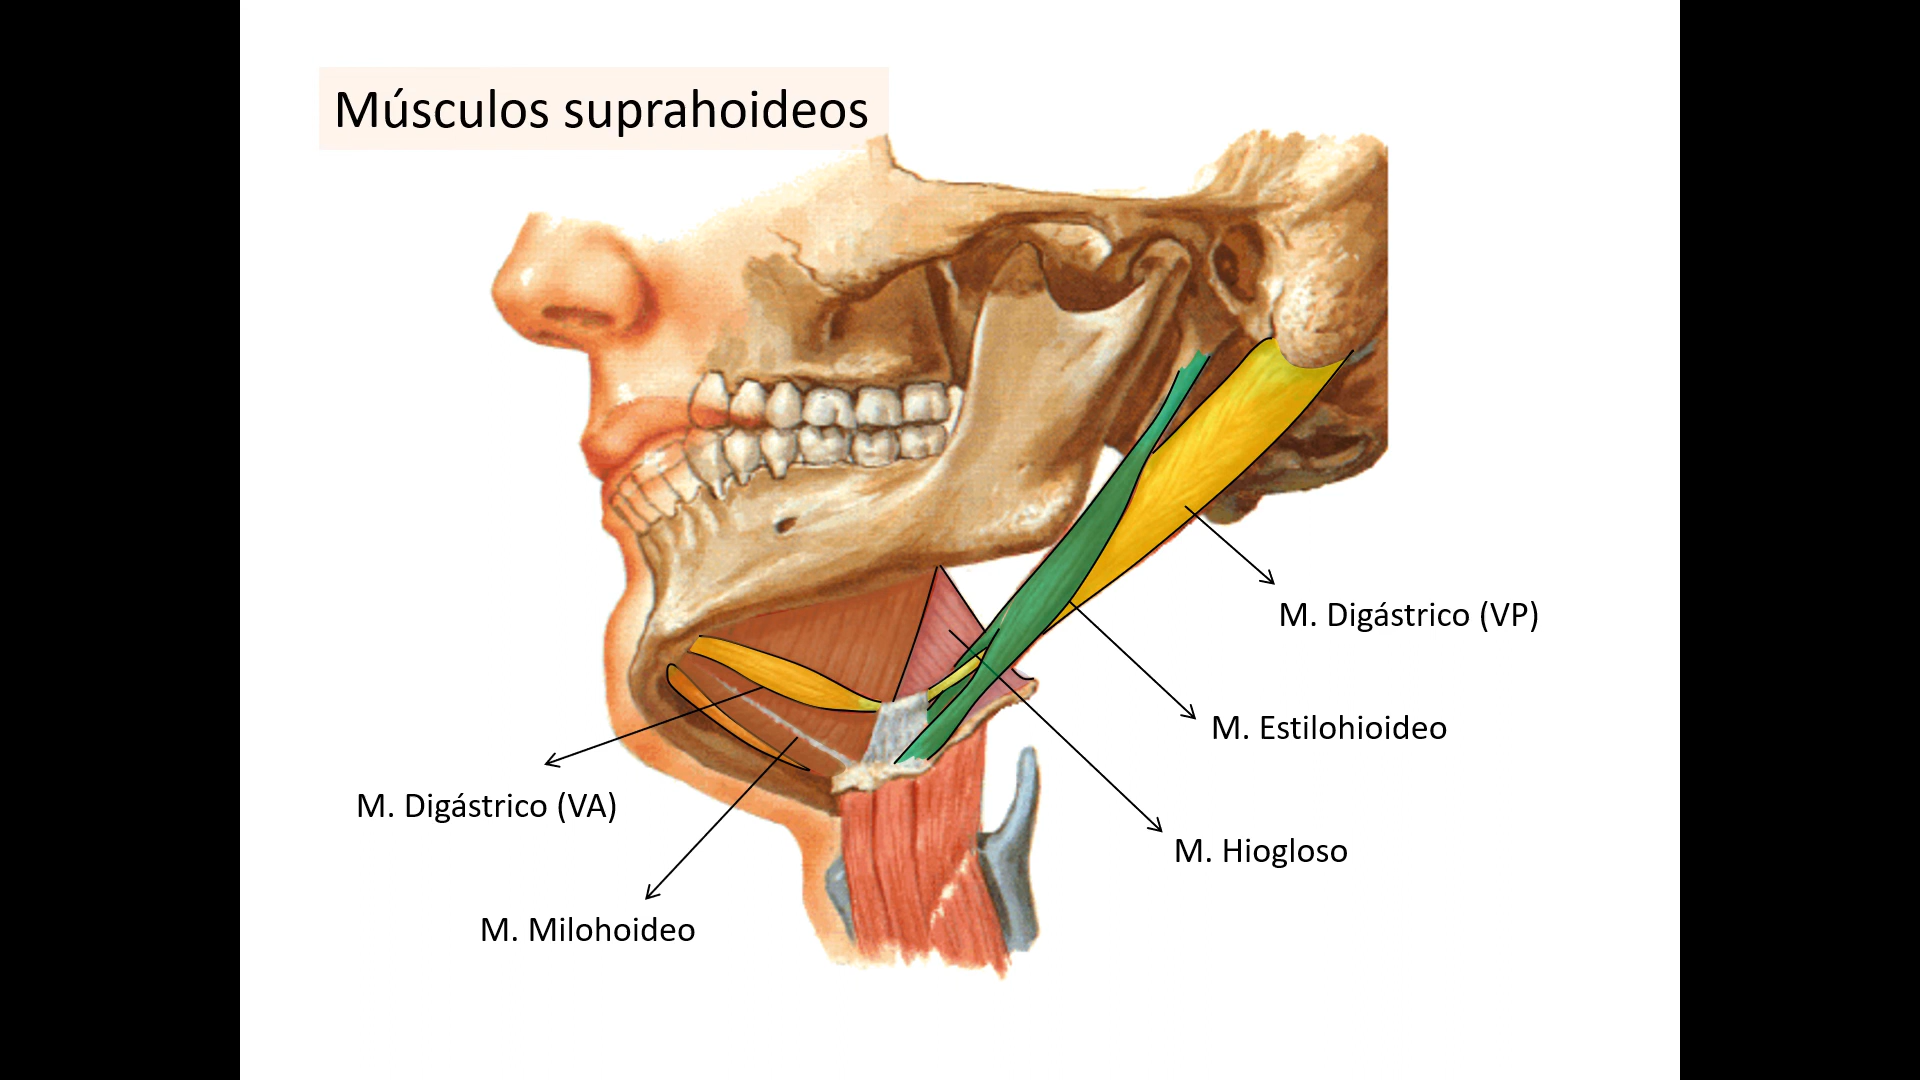 Músculos suprahoideos
M. Digástrico (VP)
M. Estilohioideo
M. Digástrico (VA)
M. Hiogloso
M. Milohoideo